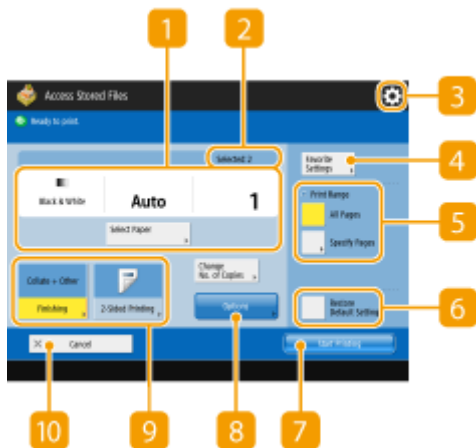 1
2
Access Stored Files
3
Ready to print.
Selected: 2
Favorite
Settings
4
Black & White
Auto
1
Print Range
All Pages
5
Select Paper
Specify Pages
Change
No. of Copies
Collate + Other
Finishing
2-Sided Printing
Options
Restore
Default Setting
6
Cancel
Start Printing
10
9
8
7